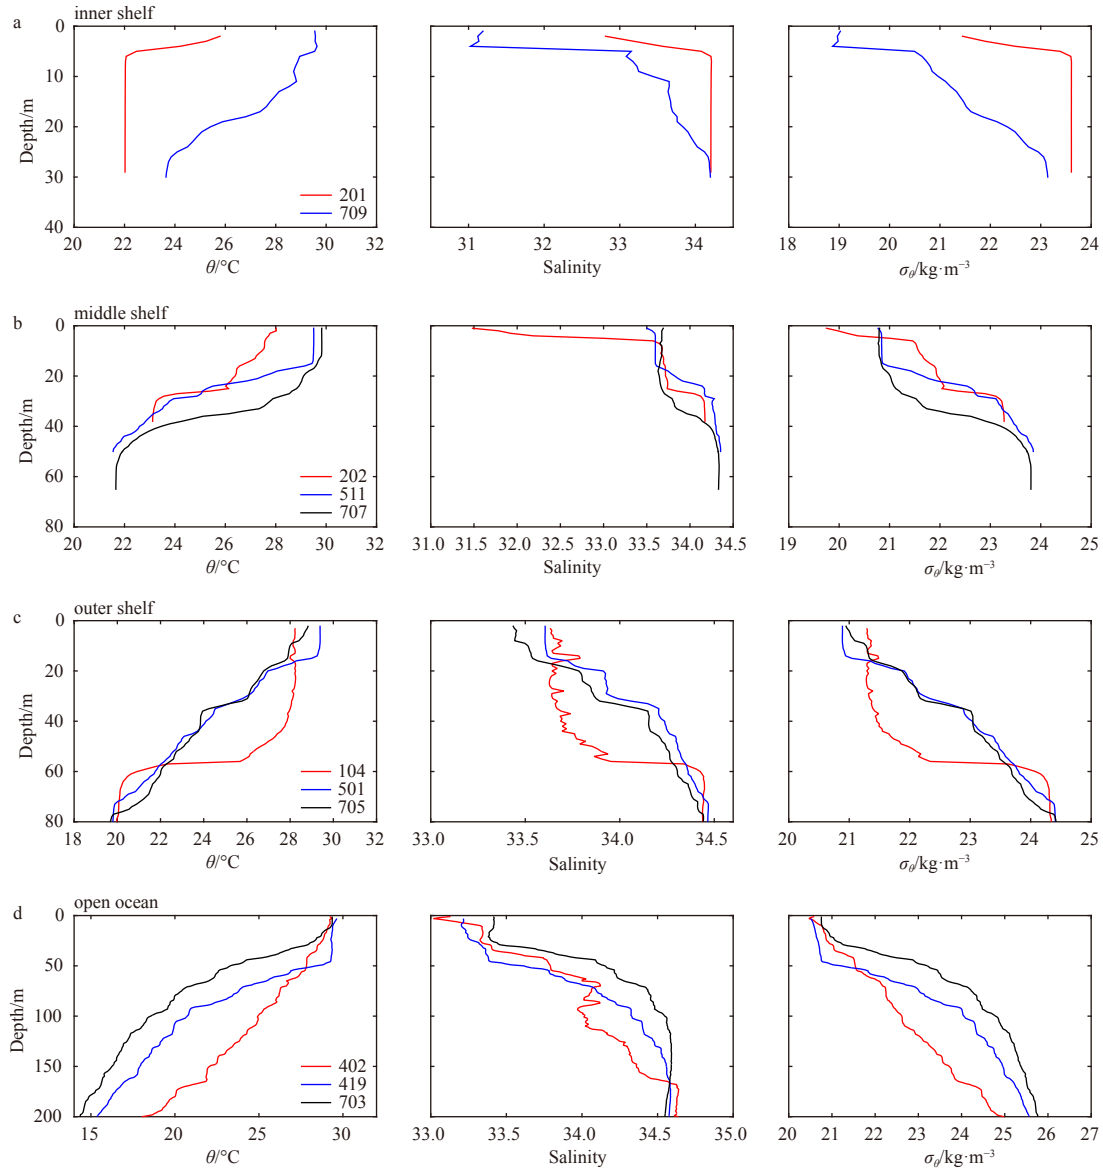 a inner shelf
0
10
20
30
40
Depth/m
201
709
20 22 24 26 28 30 32
θ/°C
31 32 33 34
Salinity
18 19 20 21 22 23 24
σθ/kg·m⁻³
b middle shelf
0
20
40
60
80
Depth/m
202
511
707
20 22 24 26 28 30 32
θ/°C
31.0 31.5 32.0 32.5 33.0 33.5 34.0 34.5
Salinity
19 20 21 22 23 24 25
σθ/kg·m⁻³
c outer shelf
0
20
40
60
80
Depth/m
104
501
705
18 20 22 24 26 28 30 32
θ/°C
33.0 33.5 34.0 34.5
Salinity
20 21 22 23 24 25
σθ/kg·m⁻³
d open ocean
0
50
100
150
200
Depth/m
402
419
703
15 20 25 30
θ/°C
33.0 33.5 34.0 34.5 35.0
Salinity
20 21 22 23 24 25 26 27
σθ/kg·m⁻³